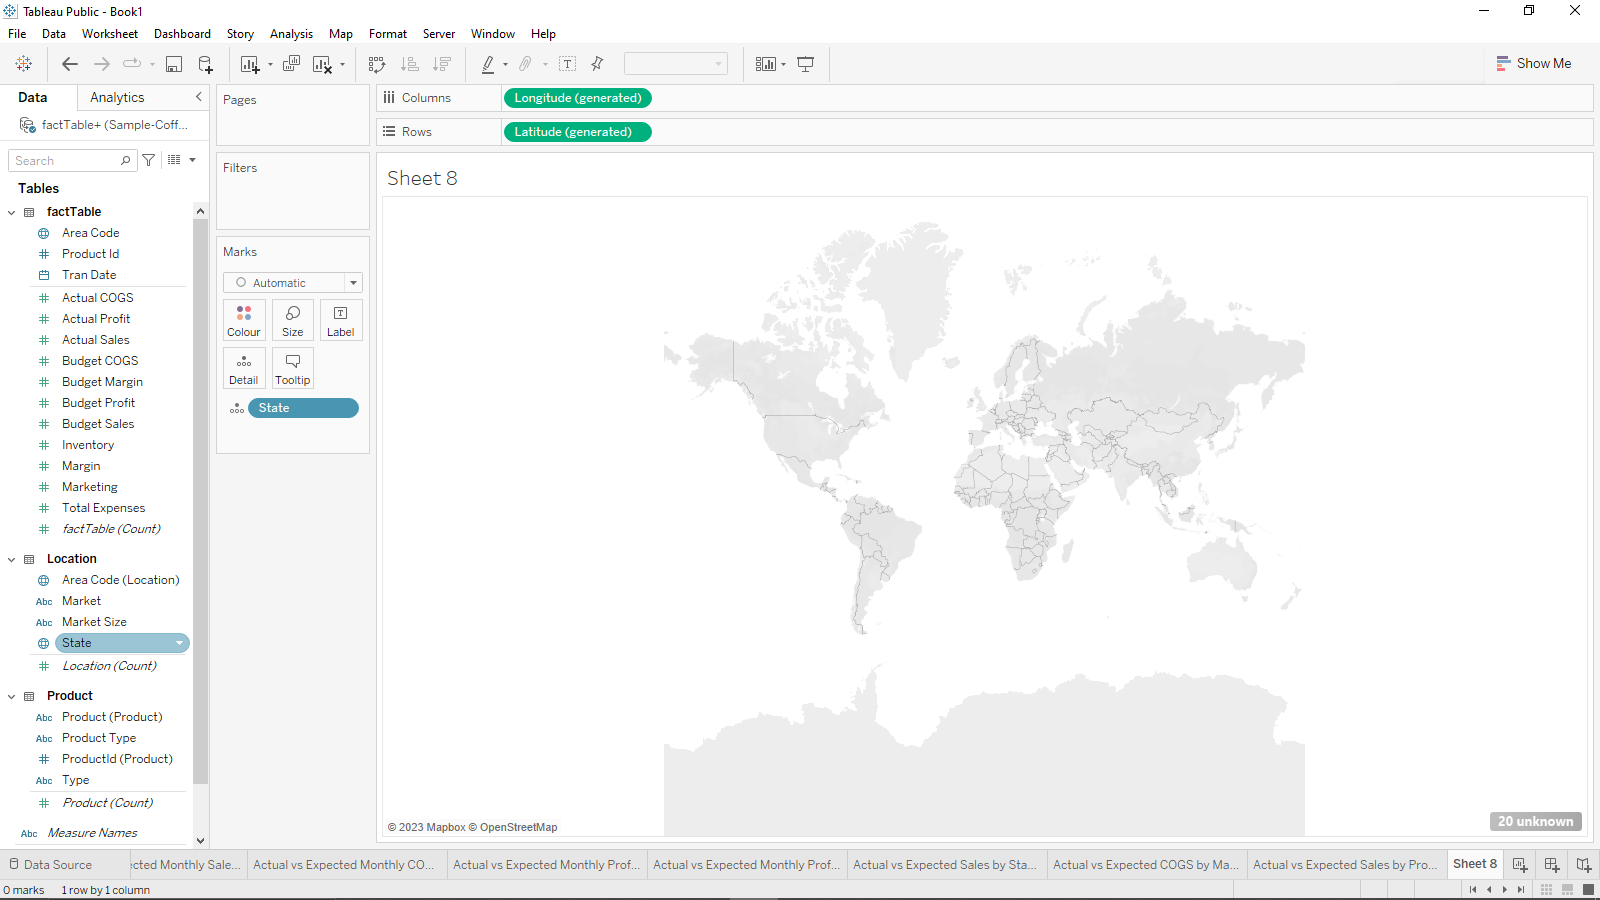 Tableau Public - Book1
File Data Worksheet Dashboard Story Analysis Map Format Server Window Help
Show Me
Data Analytics
factTable+ (Sample-Coff...
Search
Tables
factTable
Area Code
Product Id
Tran Date
Actual COGS
Actual Profit
Actual Sales
Budget COGS
Budget Margin
Budget Profit
Budget Sales
Inventory
Margin
Marketing
Total Expenses
factTable (Count)
Location
Area Code (Location)
Abc Market
Abc Market Size
State
Location (Count)
Product
Abc Product (Product)
Abc Product Type
ProductId (Product)
Abc Type
Product (Count)
Abc Measure Names
Pages
Filters
Marks
Automatic
Colour Size Label
Detail Tooltip
State
Columns Longitude (generated)
Rows Latitude (generated)
Sheet 8
© 2023 Mapbox © OpenStreetMap
20 unknown
Data Source ected Monthly Sale... Actual vs Expected Monthly CO... Actual vs Expected Monthly Prof... Actual vs Expected Monthly Prof... Actual vs Expected Sales by Sta... Actual vs Expected COGS by Ma... Actual vs Expected Sales by Pro... Sheet 8
0 marks 1 row by 1 column